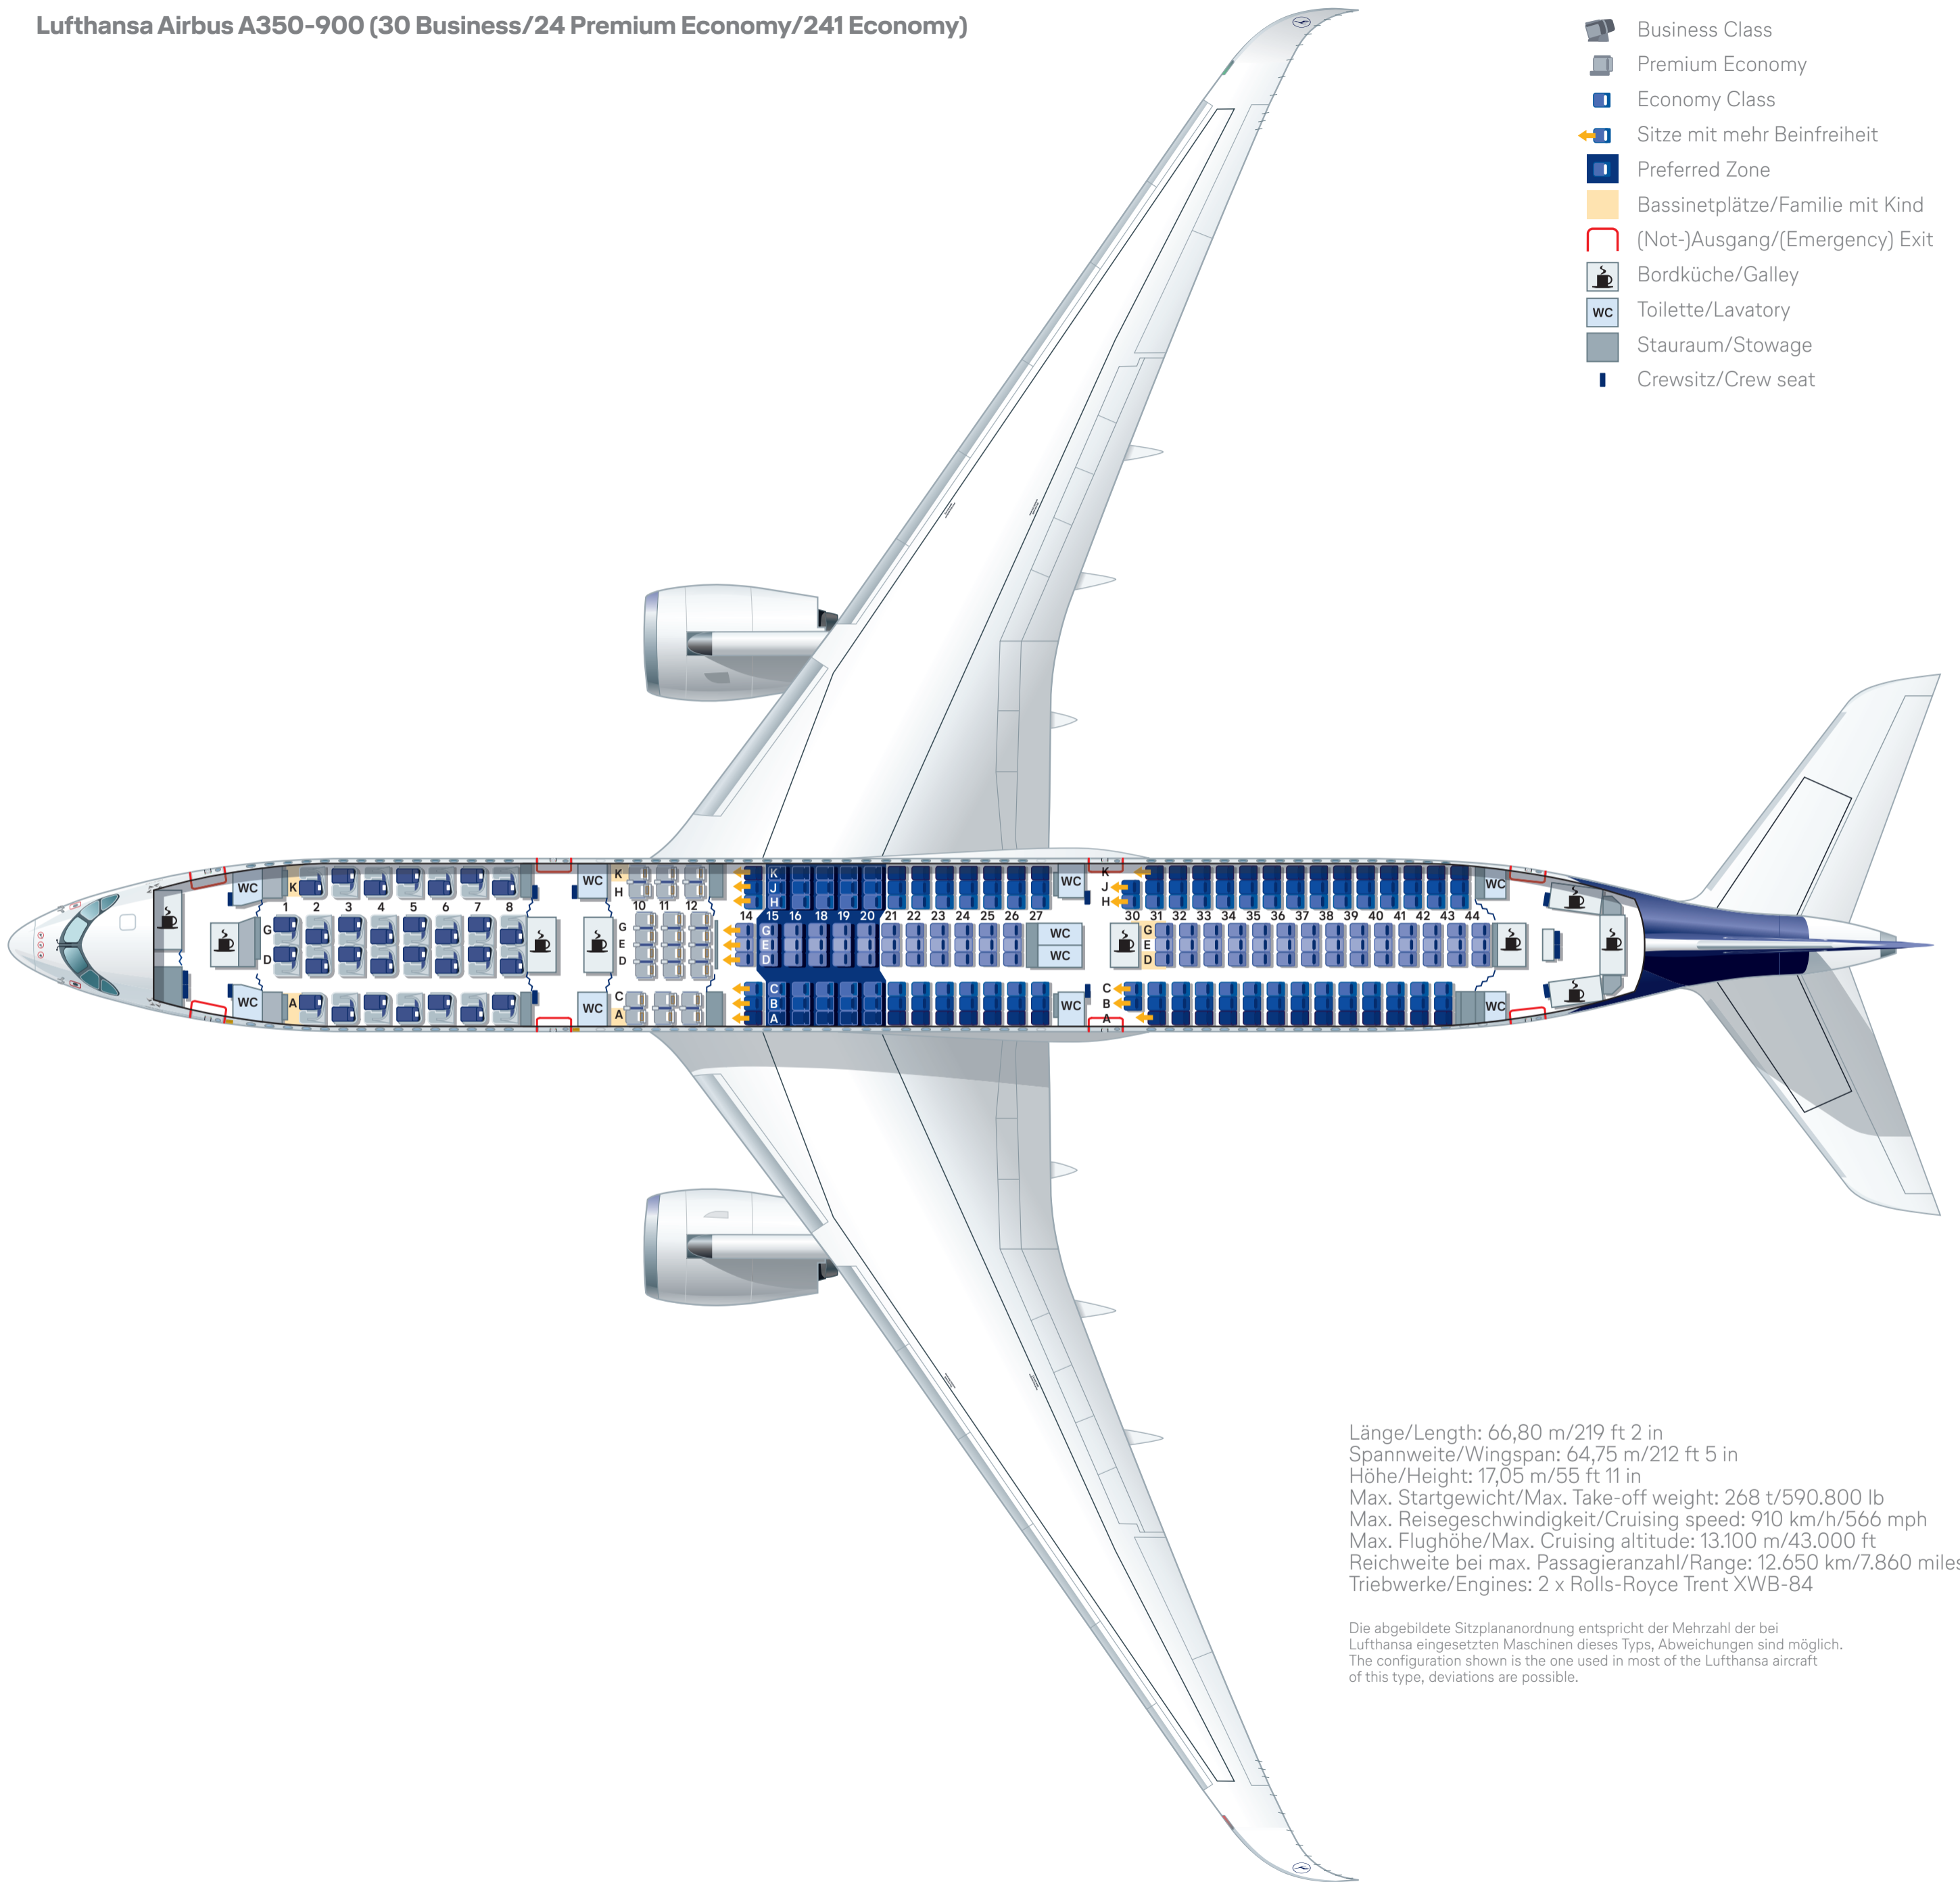 Lufthansa Airbus A350-900 (30 Business/24 Premium Economy/241 Economy)
Business Class
Premium Economy
Economy Class
Sitze mit mehr Beinfreiheit
Preferred Zone
Bassinetplätze/Familie mit Kind
(Not-)Ausgang/(Emergency) Exit
Bordküche/Galley
WC Toilette/Lavatory
Stauraum/Stowage
Crewsitz/Crew seat
WC K WC K K WC K WC
H J H J H
1 2 3 4 5 6 7 8 10 11 12 14 15 16 18 19 20 21 22 23 24 25 26 27 30 31 32 33 34 35 36 37 38 39 40 41 42 43 44
G G G WC G
E E E
D D D WC D
WC A WC C A C B A WC C B A WC
Länge/Length: 66,80 m/219 ft 2 in
Spannweite/Wingspan: 64,75 m/212 ft 5 in
Höhe/Height: 17,05 m/55 ft 11 in
Max. Startgewicht/Max. Take-off weight: 268 t/590.800 lb
Max. Reisegeschwindigkeit/Cruising speed: 910 km/h/566 mph
Max. Flughöhe/Max. Cruising altitude: 13.100 m/43.000 ft
Reichweite bei max. Passagieranzahl/Range: 12.650 km/7.860 miles
Triebwerke/Engines: 2 x Rolls-Royce Trent XWB-84
Die abgebildete Sitzplananordnung entspricht der Mehrzahl der bei
Lufthansa eingesetzten Maschinen dieses Typs, Abweichungen sind möglich.
The configuration shown is the one used in most of the Lufthansa aircraft
of this type, deviations are possible.